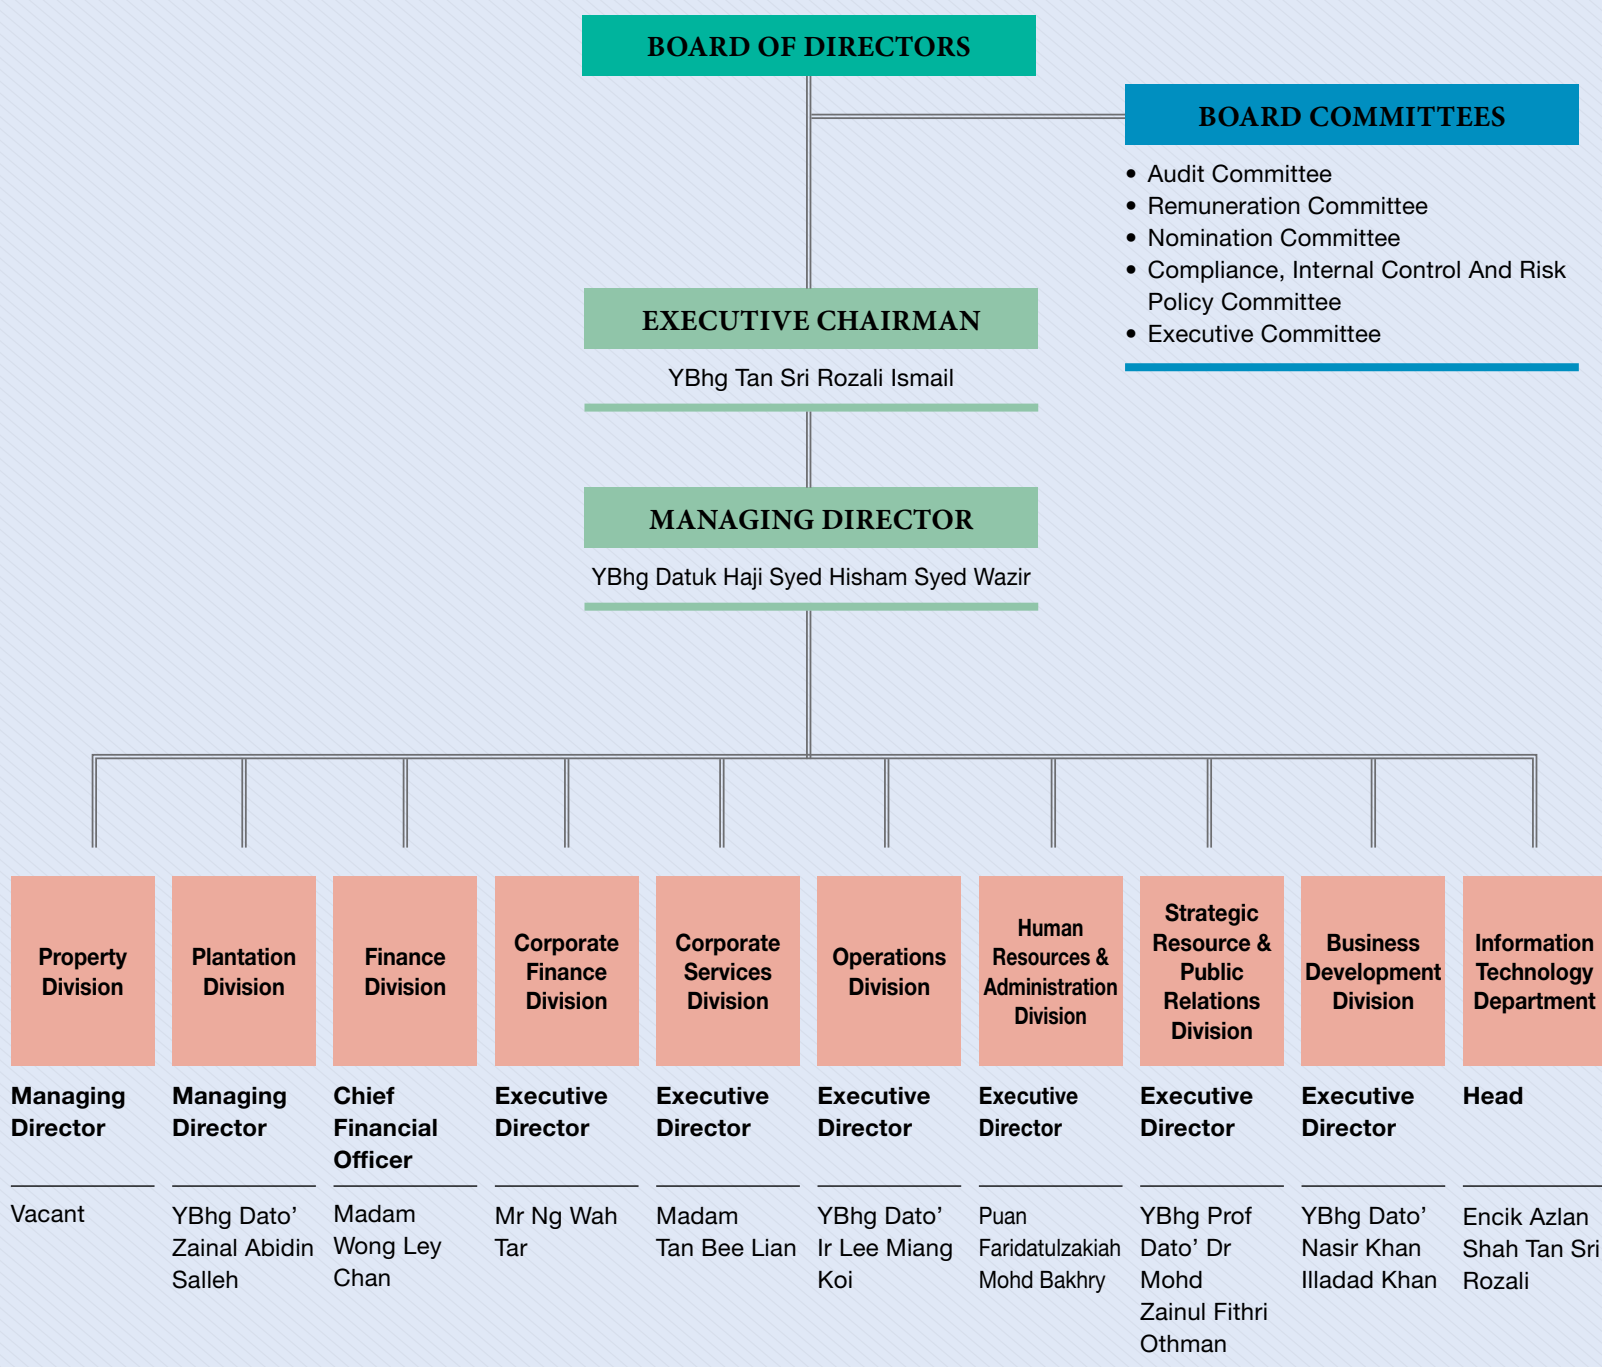 BOARD OF DIRECTORS
BOARD COMMITTEES
• Audit Committee
• Remuneration Committee
• Nomination Committee
• Compliance, Internal Control And Risk
Policy Committee
• Executive Committee
EXECUTIVE CHAIRMAN
YBhg Tan Sri Rozali Ismail
MANAGING DIRECTOR
YBhg Datuk Haji Syed Hisham Syed Wazir
Property
Division
Managing
Director
Vacant
Plantation
Division
Managing
Director
YBhg Dato’
Zainal Abidin
Salleh
Finance
Division
Chief
Financial
Officer
Madam
Wong Ley
Chan
Corporate
Finance
Division
Executive
Director
Mr Ng Wah
Tar
Corporate
Services
Division
Executive
Director
Madam
Tan Bee Lian
Operations
Division
Executive
Director
YBhg Dato’
Ir Lee Miang
Koi
Human
Resources &
Administration
Division
Executive
Director
Puan
Faridatulzakiah
Mohd Bakhry
Strategic
Resource &
Public
Relations
Division
Executive
Director
YBhg Prof
Dato’ Dr
Mohd
Zainul Fithri
Othman
Business
Development
Division
Executive
Director
YBhg Dato’
Nasir Khan
Illadad Khan
Information
Technology
Department
Head
Encik Azlan
Shah Tan Sri
Rozali